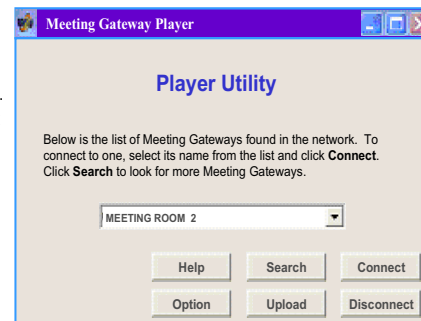 Meeting Gateway Player
Player Utility
Below is the list of Meeting Gateways found in the network. To
connect to one, select its name from the list and click Connect.
Click Search to look for more Meeting Gateways.
MEETING ROOM 2
Help Search Connect
Option Upload Disconnect